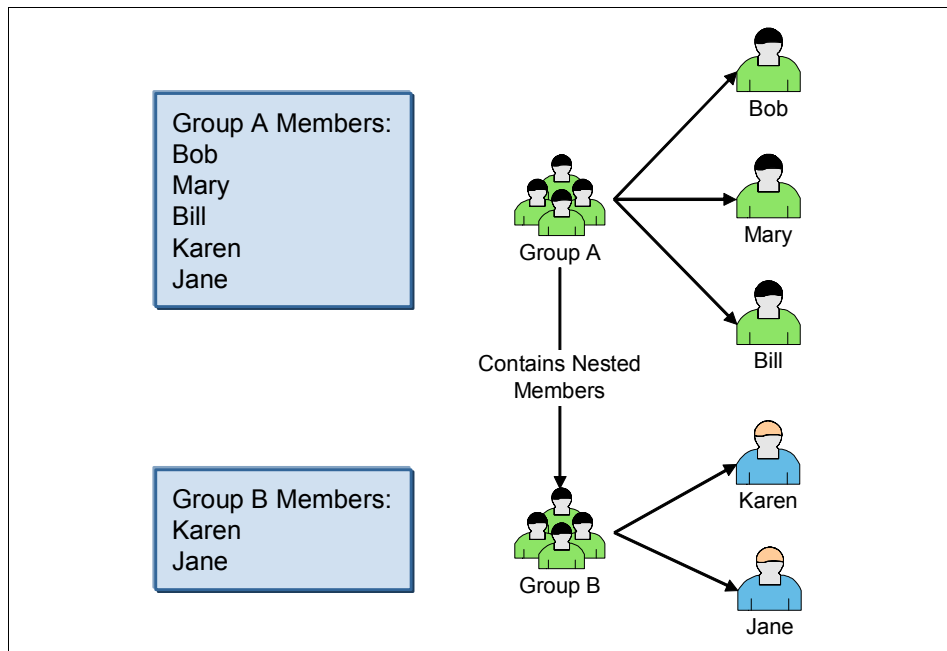 Group A Members:
Bob
Mary
Bill
Karen
Jane
Group A
Bob
Mary
Bill
Contains Nested
Members
Group B Members:
Karen
Jane
Group B
Karen
Jane